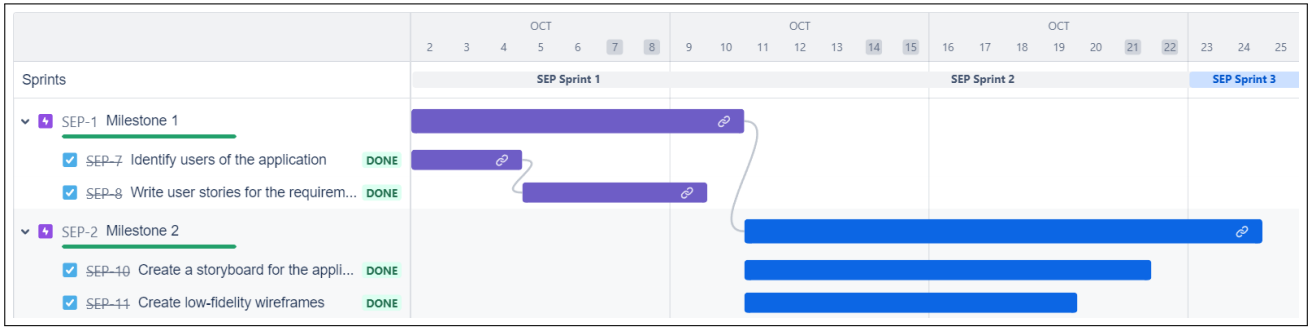 OCT OCT OCT
2 3 4 5 6 7 8 9 10 11 12 13 14 15 16 17 18 19 20 21 22 23 24 25
Sprints SEP Sprint 1 SEP Sprint 2 SEP Sprint 3
SEP-1 Milestone 1
SEP-7 Identify users of the application DONE
SEP-8 Write user stories for the requirem... DONE
SEP-2 Milestone 2
SEP-10 Create a storyboard for the appli... DONE
SEP-11 Create low-fidelity wireframes DONE